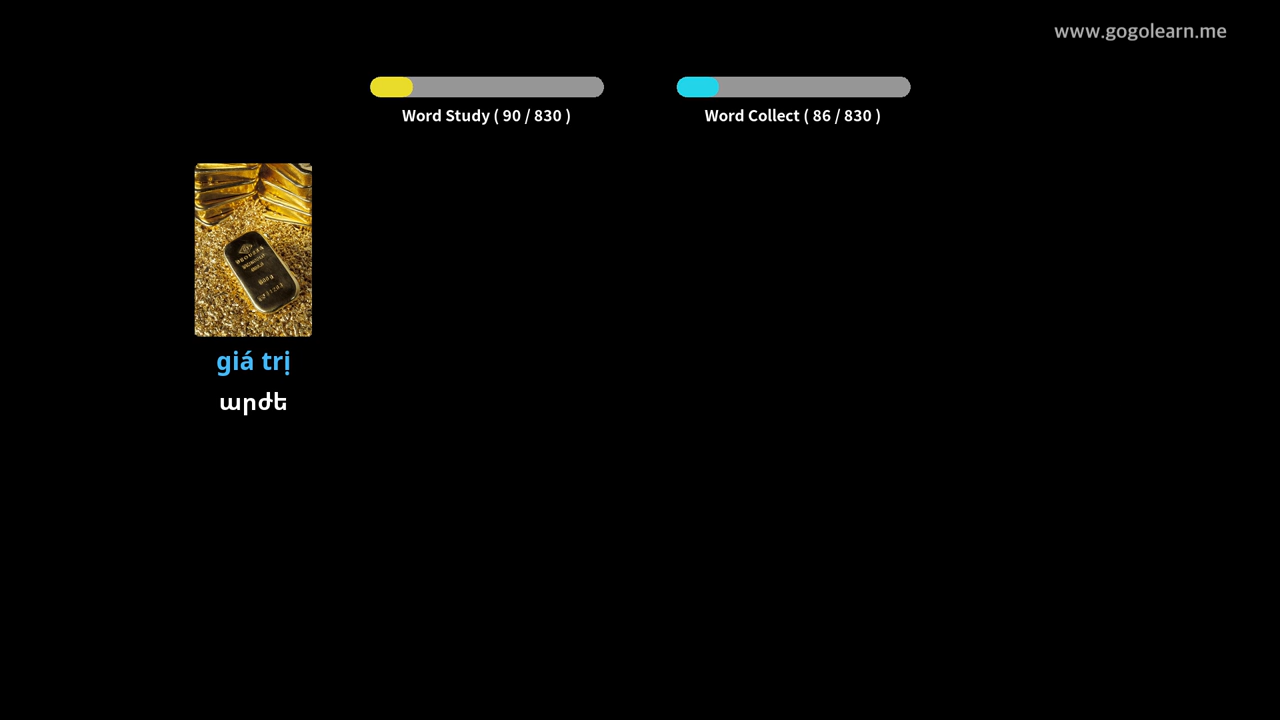 www.gogolearn.me
Word Study ( 90 / 830 )
Word Collect ( 86 / 830 )
giá trị
արժե